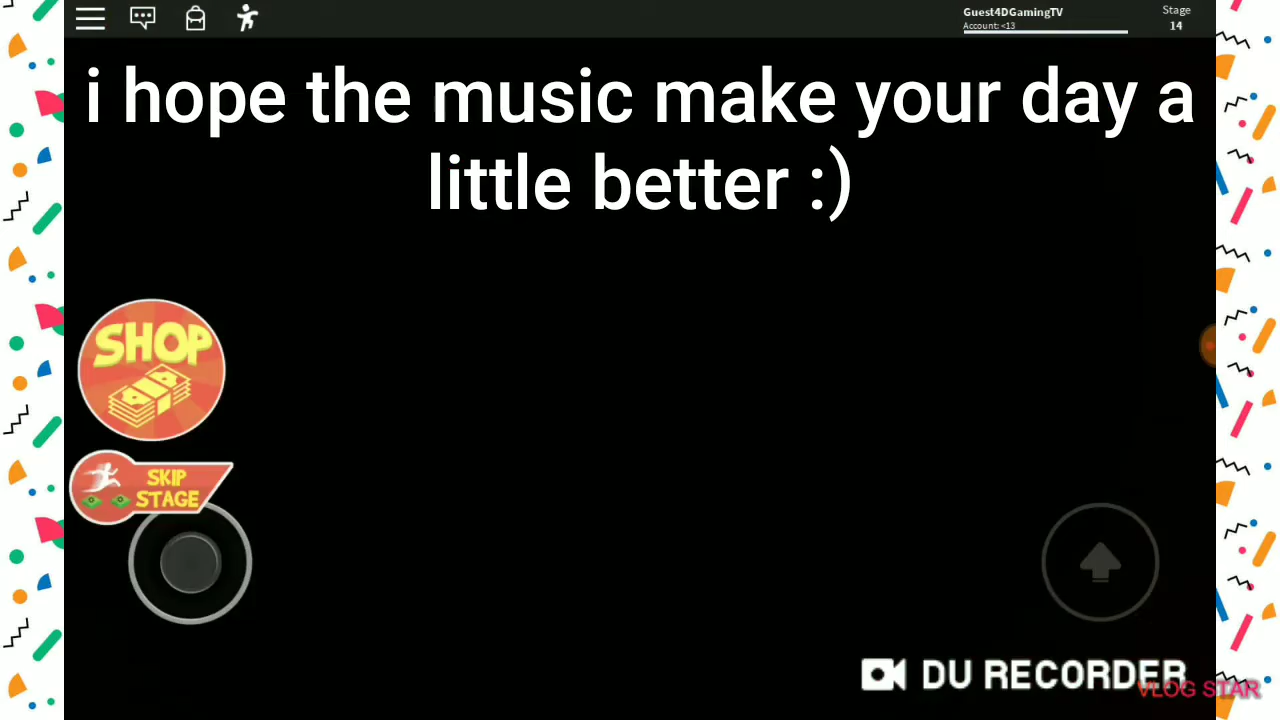 Guest4DGamingTV
Account: <13
Stage
14
i hope the music make your day a
little better :)
SHOP
SKIP
STAGE
DU RECORDER
VLOG STAR